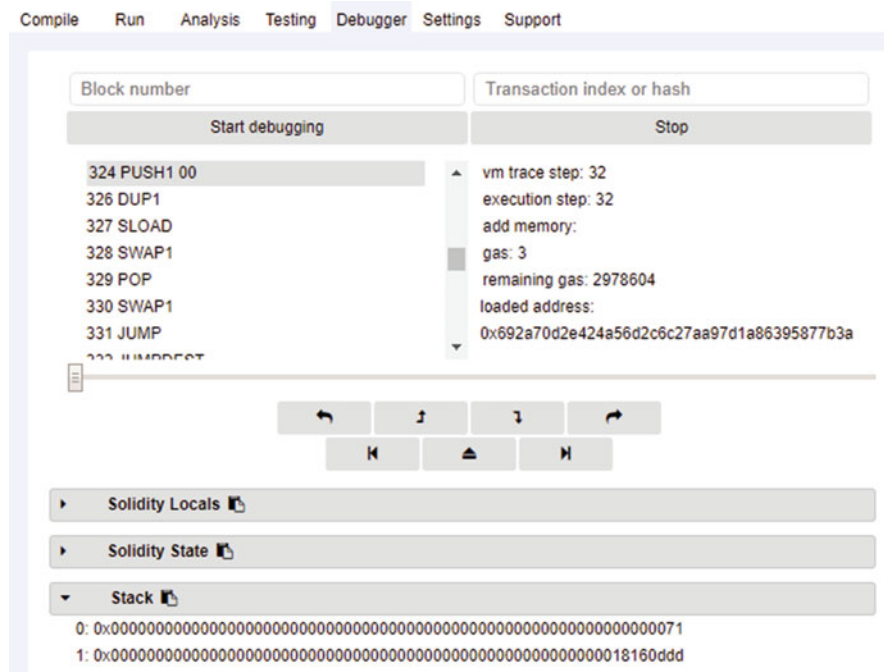 Compile Run Analysis Testing Debugger Settings Support
Block number
Transaction index or hash
Start debugging
Stop
324 PUSH1 00
326 DUP1
327 SLOAD
328 SWAP1
329 POP
330 SWAP1
331 JUMP
332 JUMPDEST
vm trace step: 32
execution step: 32
add memory:
gas: 3
remaining gas: 2978604
loaded address:
0x692a70d2e424a56d2c6c27aa97d1a86395877b3a
Solidity Locals
Solidity State
Stack
0: 0x0000000000000000000000000000000000000000000000000000000000000071
1: 0x0000000000000000000000000000000000000000000000000000000018160ddd